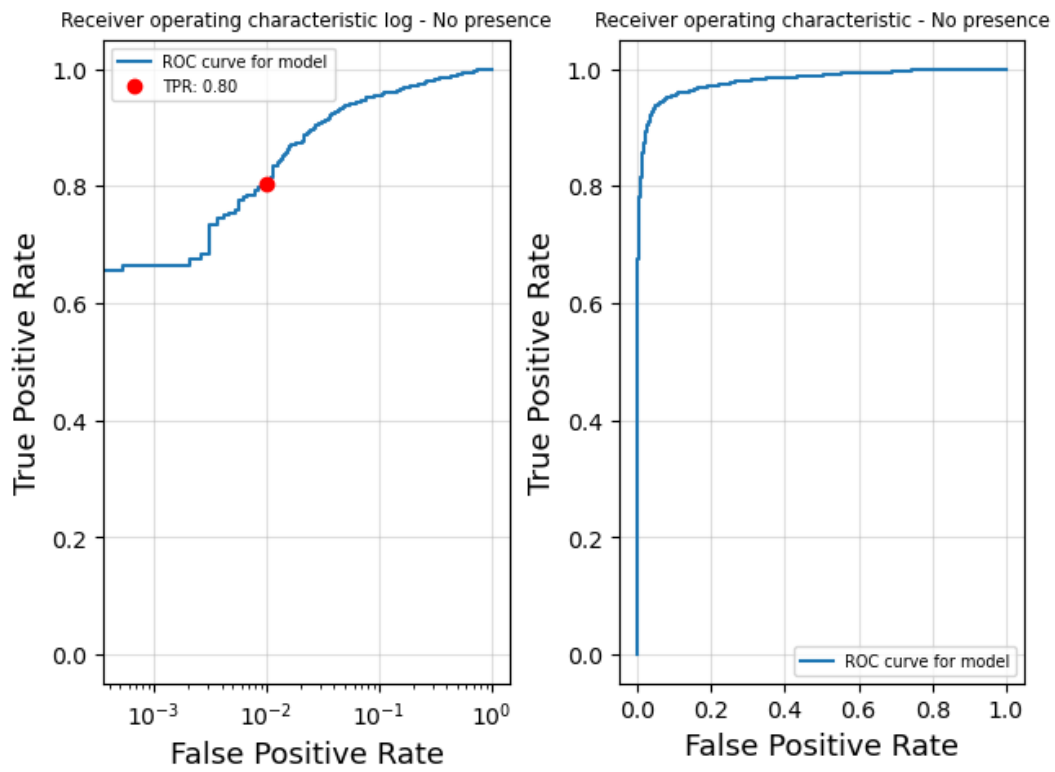 Receiver operating characteristic log - No presence
ROC curve for model
TPR: 0.80
True Positive Rate
1.0
0.8
0.6
0.4
0.2
0.0
10⁻³ 10⁻² 10⁻¹ 10⁰
False Positive Rate
Receiver operating characteristic - No presence
True Positive Rate
1.0
0.8
0.6
0.4
0.2
0.0
ROC curve for model
0.0 0.2 0.4 0.6 0.8 1.0
False Positive Rate